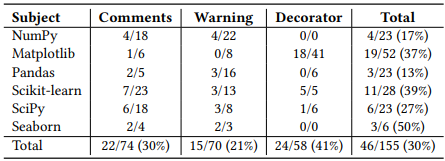 Subject Comments Warning Decorator Total
NumPy 4/18 4/22 0/0 4/23 (17%)
Matplotlib 1/6 0/8 18/41 19/52 (37%)
Pandas 2/5 3/16 0/6 3/23 (13%)
Scikit-learn 7/23 3/13 5/5 11/28 (39%)
SciPy 6/18 3/8 1/6 6/23 (27%)
Seaborn 2/4 2/3 0/0 3/6 (50%)
Total 22/74 (30%) 15/70 (21%) 24/58 (41%) 46/155 (30%)